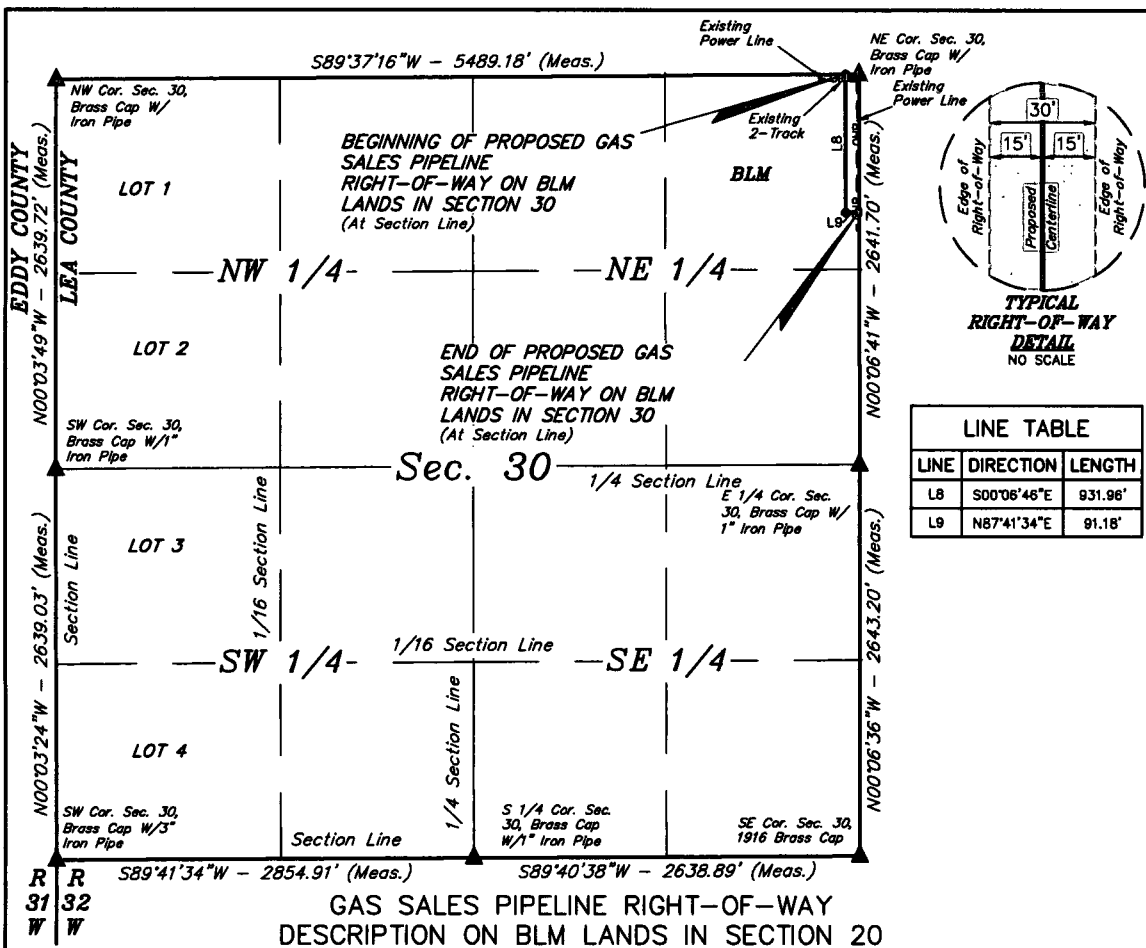 S89°37'16"W - 5489.18' (Meas.)
Existing
Power Line
NE Cor. Sec. 30,
Brass Cap W/
Iron Pipe
Existing
Power Line
NW Cor. Sec. 30,
Brass Cap W/
Iron Pipe
Existing
2-Track
BEGINNING OF PROPOSED GAS
SALES PIPELINE
RIGHT-OF-WAY ON BLM
LANDS IN SECTION 30
(At Section Line)
BLM
L8
L9
EDDY COUNTY
LEA COUNTY
N00°03'49"W - 2639.72' (Meas.)
N00°06'41"W - 2641.70' (Meas.)
LOT 1
NW 1/4
NE 1/4
30'
15'
15'
Edge of
Right-of-Way
Proposed
Centerline
Edge of
Right-of-Way
TYPICAL
RIGHT-OF-WAY
DETAIL
NO SCALE
LOT 2
END OF PROPOSED GAS
SALES PIPELINE
RIGHT-OF-WAY ON BLM
LANDS IN SECTION 30
(At Section Line)
SW Cor. Sec. 30,
Brass Cap W/1"
Iron Pipe
Sec. 30
1/4 Section Line
E 1/4 Cor. Sec.
30, Brass Cap W/
1" Iron Pipe
LINE TABLE
LINE DIRECTION LENGTH
L8 S00°06'46"E 931.96'
L9 N87°41'34"E 91.18'
N00°03'24"W - 2639.03' (Meas.)
Section Line
LOT 3
1/16 Section Line
1/16 Section Line
SW 1/4
SE 1/4
N00°06'36"W - 2643.20' (Meas.)
LOT 4
1/4 Section Line
SW Cor. Sec. 30,
Brass Cap W/3"
Iron Pipe
Section Line
S 1/4 Cor. Sec.
30, Brass Cap
W/1" Iron Pipe
SE Cor. Sec. 30,
1916 Brass Cap
S89°41'34"W - 2854.91' (Meas.)
S89°40'38"W - 2638.89' (Meas.)
R R
31 32
W W
GAS SALES PIPELINE RIGHT-OF-WAY
DESCRIPTION ON BLM LANDS IN SECTION 20